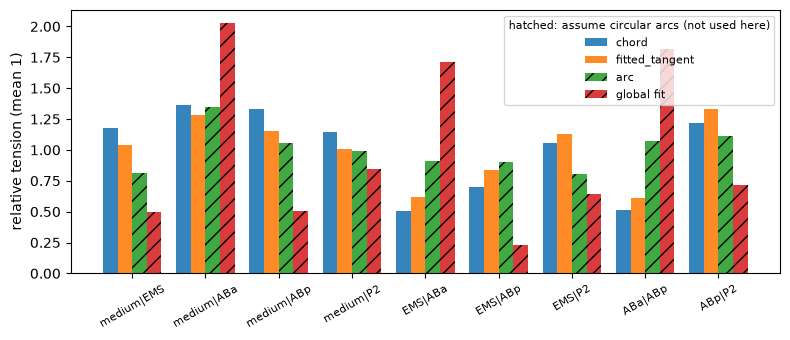 relative tension (mean 1)
2.00
1.75
1.50
1.25
1.00
0.75
0.50
0.25
0.00
hatched: assume circular arcs (not used here)
chord
fitted_tangent
arc
global fit
medium|EMS
medium|ABa
medium|ABp
medium|P2
EMS|ABa
EMS|ABp
EMS|P2
ABa|ABp
ABp|P2